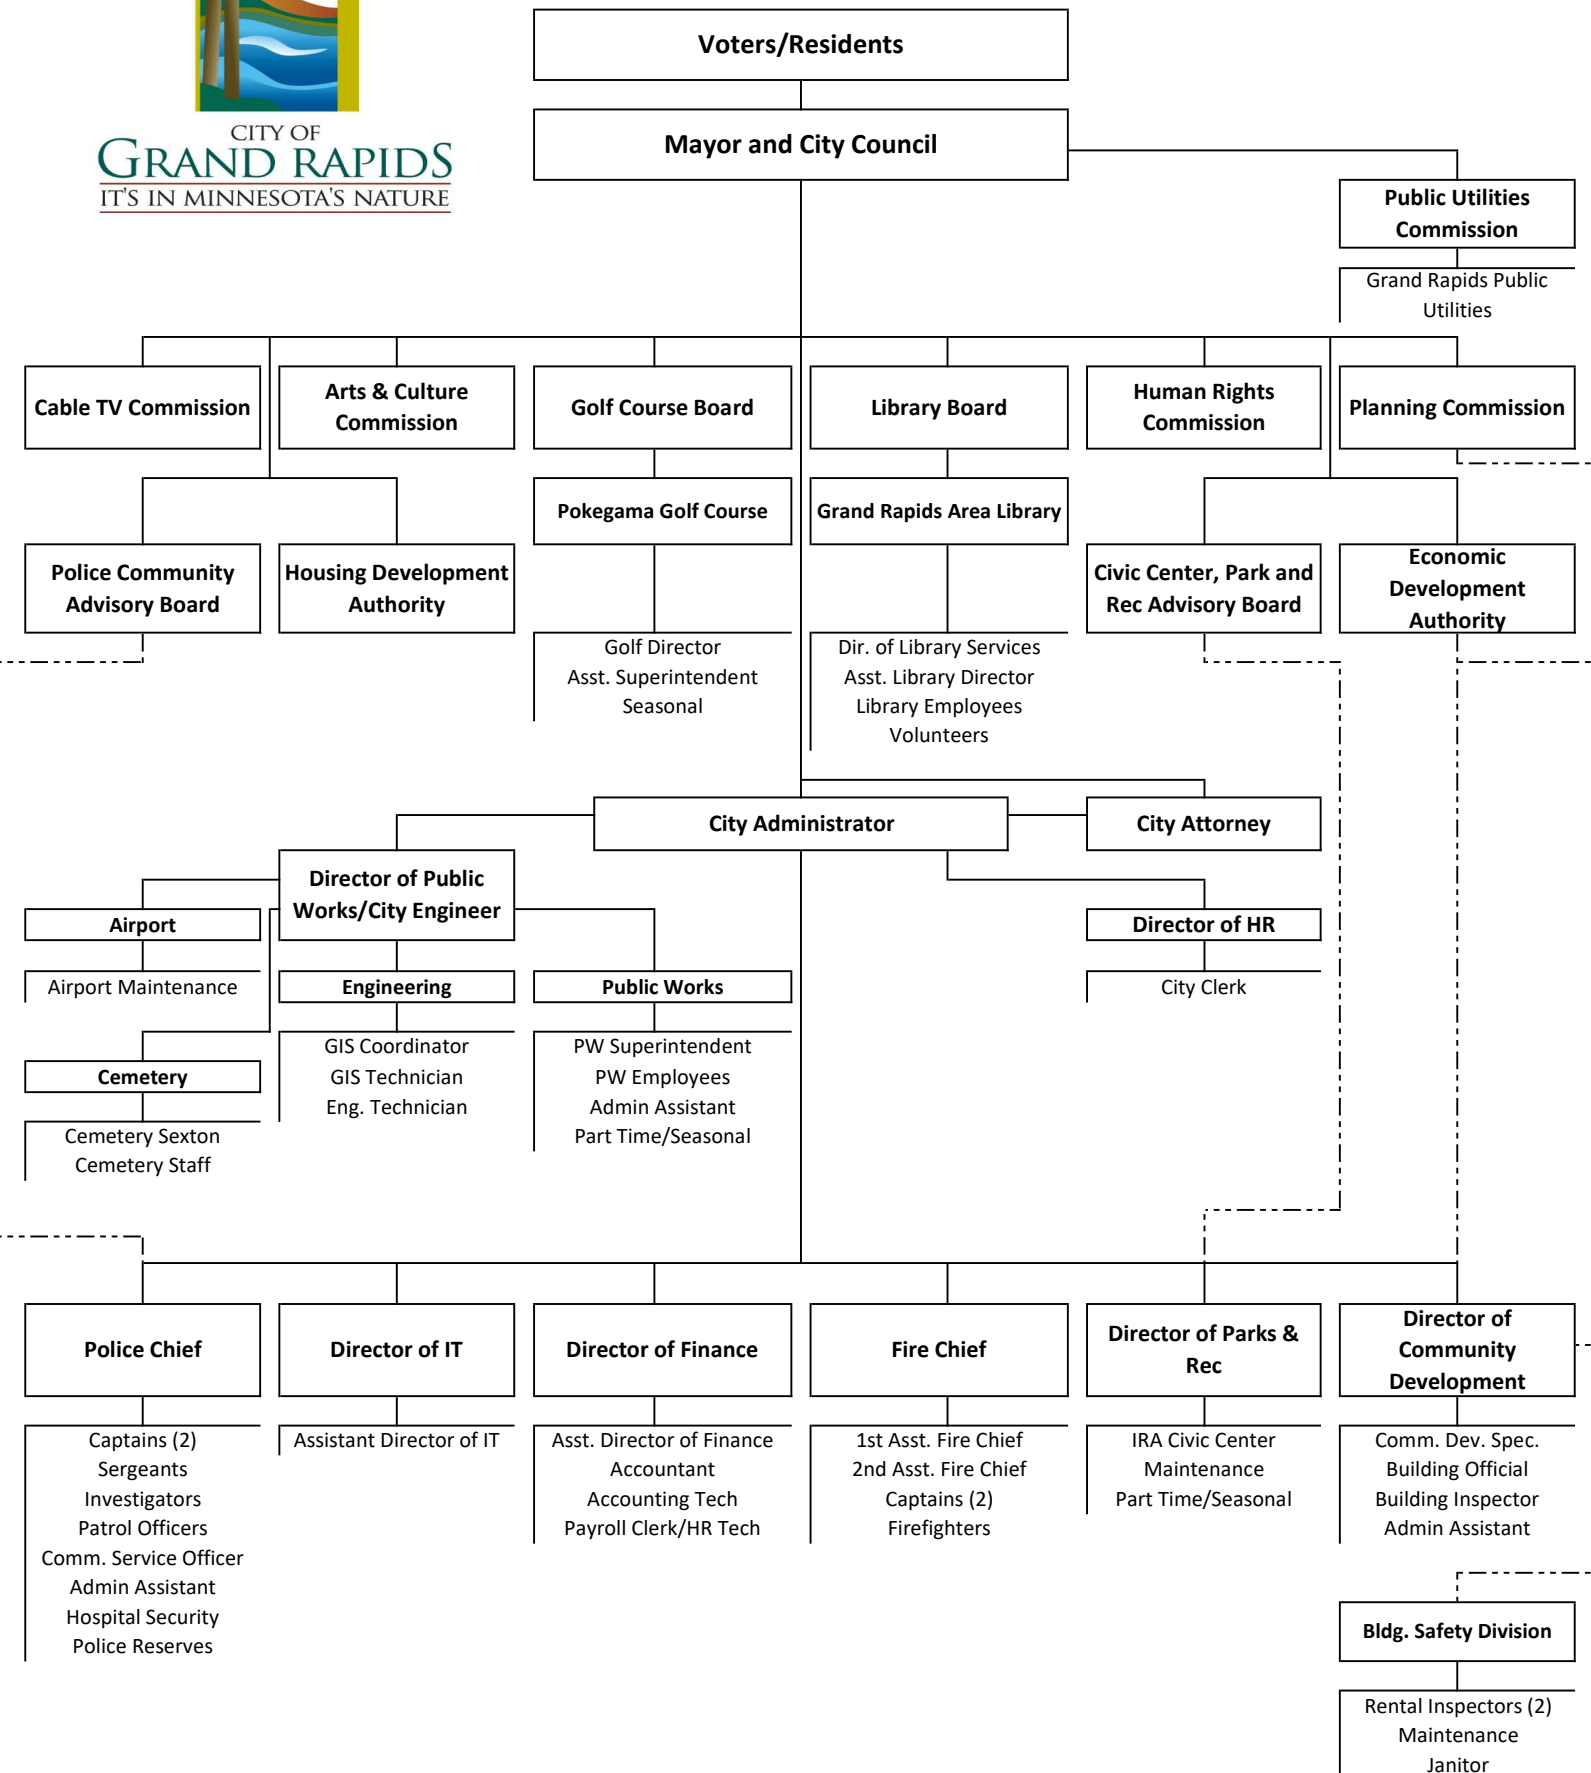 CITY OF
GRAND RAPIDS
IT'S IN MINNESOTA'S NATURE
Voters/Residents
Mayor and City Council
Public Utilities
Commission
Grand Rapids Public
Utilities
Cable TV Commission
Arts & Culture
Commission
Golf Course Board
Library Board
Human Rights
Commission
Planning Commission
Pokegama Golf Course
Grand Rapids Area Library
Police Community
Advisory Board
Housing Development
Authority
Civic Center, Park and
Rec Advisory Board
Economic
Development
Authority
Golf Director
Asst. Superintendent
Seasonal
Dir. of Library Services
Asst. Library Director
Library Employees
Volunteers
City Administrator
City Attorney
Director of Public
Works/City Engineer
Airport
Airport Maintenance
Director of HR
City Clerk
Engineering
GIS Coordinator
GIS Technician
Eng. Technician
Public Works
PW Superintendent
PW Employees
Admin Assistant
Part Time/Seasonal
Cemetery
Cemetery Sexton
Cemetery Staff
Police Chief
Captains (2)
Sergeants
Investigators
Patrol Officers
Comm. Service Officer
Admin Assistant
Hospital Security
Police Reserves
Director of IT
Assistant Director of IT
Director of Finance
Asst. Director of Finance
Accountant
Accounting Tech
Payroll Clerk/HR Tech
Fire Chief
1st Asst. Fire Chief
2nd Asst. Fire Chief
Captains (2)
Firefighters
Director of Parks &
Rec
IRA Civic Center
Maintenance
Part Time/Seasonal
Director of
Community
Development
Comm. Dev. Spec.
Building Official
Building Inspector
Admin Assistant
Bldg. Safety Division
Rental Inspectors (2)
Maintenance
Janitor